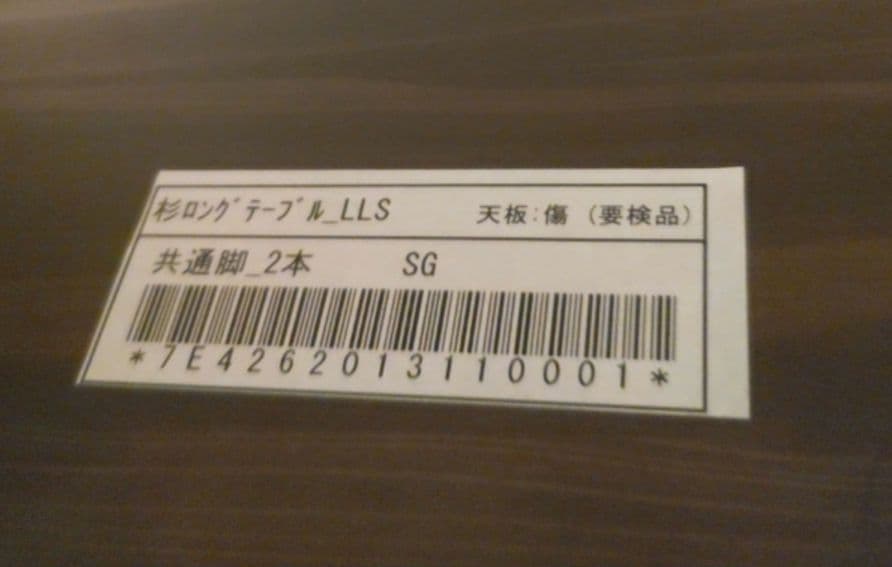 杉ﾛﾝｸﾞﾃｰﾌﾞﾙ_LLS 天板:傷 (要検品)
共通脚_2本 SG
*7E4262013110001*